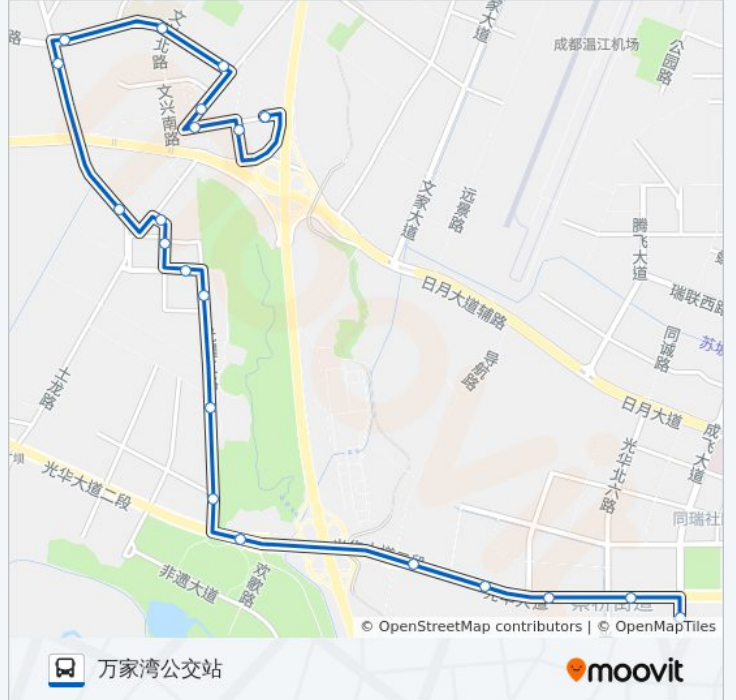 家大道
文
北路
路
成都温江机场
公园路
文兴南路
文家大道
远景路
腾飞大道
日月大道辅路
瑞联西路
同诚路
导航路
土龙路
日月大道
成飞大道
光华北六路
光华大道二段
同瑞社
非遗大道
欢歌路
© OpenStreetMap contributors | © OpenMapTiles
万家湾公交站
moovit